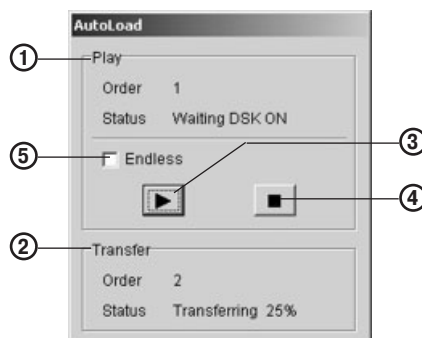 AutoLoad
① Play
Order 1
Status Waiting DSK ON
⑤ Endless ③
④
② Transfer
Order 2
Status Transferring 25%